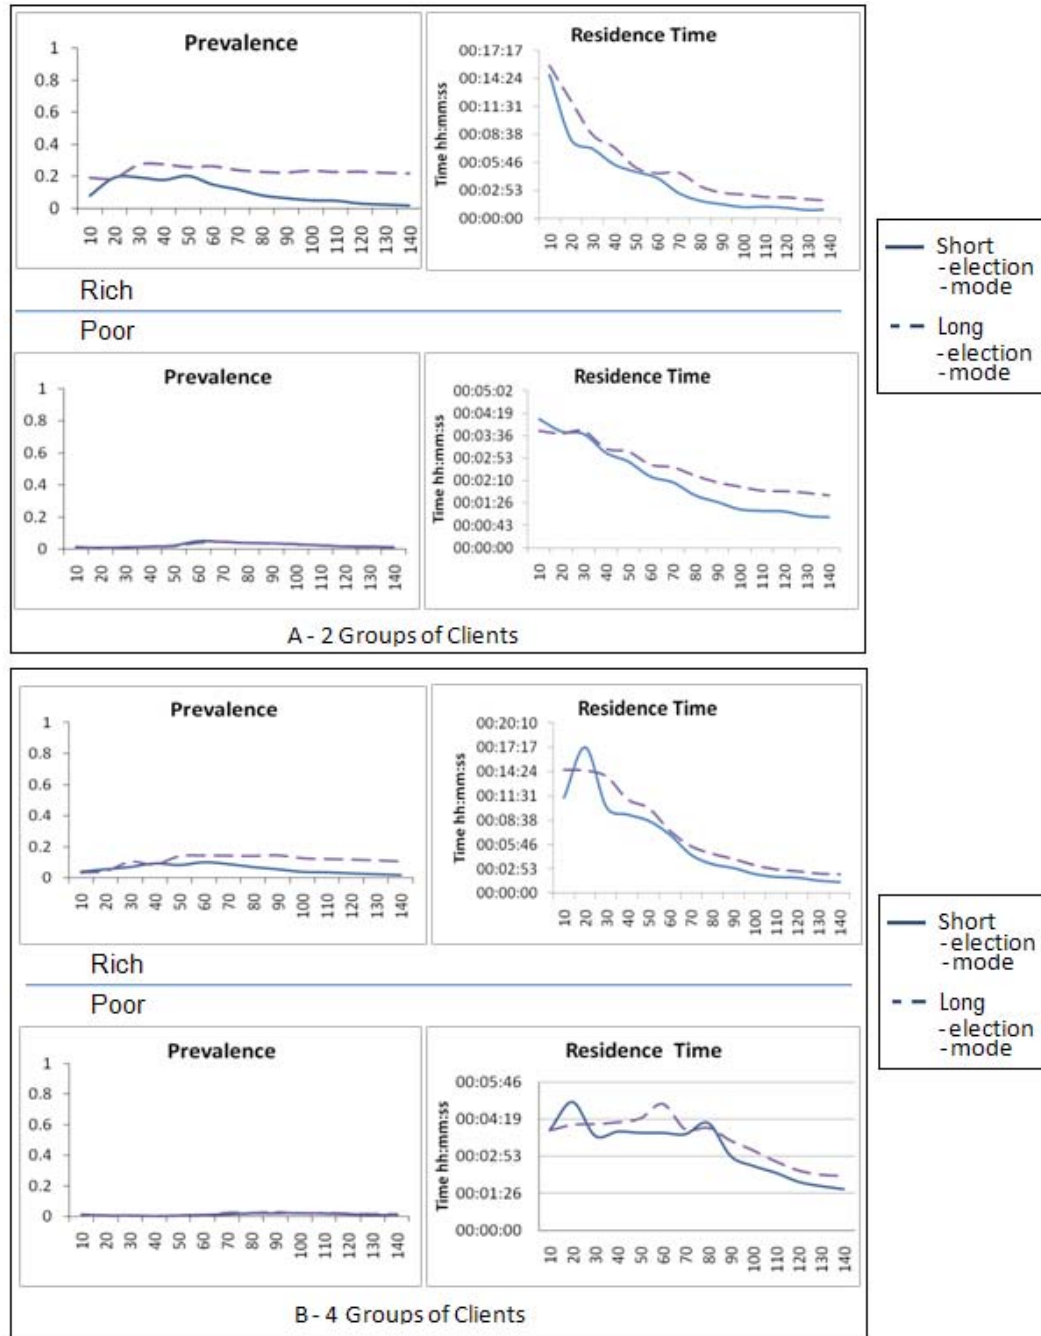 Prevalence
1
0.8
0.6
0.4
0.2
0
10 20 30 40 50 60 70 80 90 100 110 120 130 140
Residence Time
Time hh:mm:ss
00:17:17
00:14:24
00:11:31
00:08:38
00:05:46
00:02:53
00:00:00
10 20 30 40 50 60 70 80 90 100 110 120 130 140
Rich
Poor
Prevalence
1
0.8
0.6
0.4
0.2
0
10 20 30 40 50 60 70 80 90 100 110 120 130 140
Residence Time
Time hh:mm:ss
00:05:02
00:04:19
00:03:36
00:02:53
00:02:10
00:01:26
00:00:43
00:00:00
10 20 30 40 50 60 70 80 90 100 110 120 130 140
A - 2 Groups of Clients
Short
-election
-mode
Long
-election
-mode
Prevalence
1
0.8
0.6
0.4
0.2
0
10 20 30 40 50 60 70 80 90 100 110 120 130 140
Residence Time
Time hh:mm:ss
00:20:10
00:17:17
00:14:24
00:11:31
00:08:38
00:05:46
00:02:53
00:00:00
10 20 30 40 50 60 70 80 90 100 110 120 130 140
Rich
Poor
Prevalence
1
0.8
0.6
0.4
0.2
0
10 20 30 40 50 60 70 80 90 100 110 120 130 140
Residence Time
Time hh:mm:ss
00:05:46
00:04:19
00:02:53
00:01:26
00:00:00
10 20 30 40 50 60 70 80 90 100 110 120 130 140
B - 4 Groups of Clients
Short
-election
-mode
Long
-election
-mode